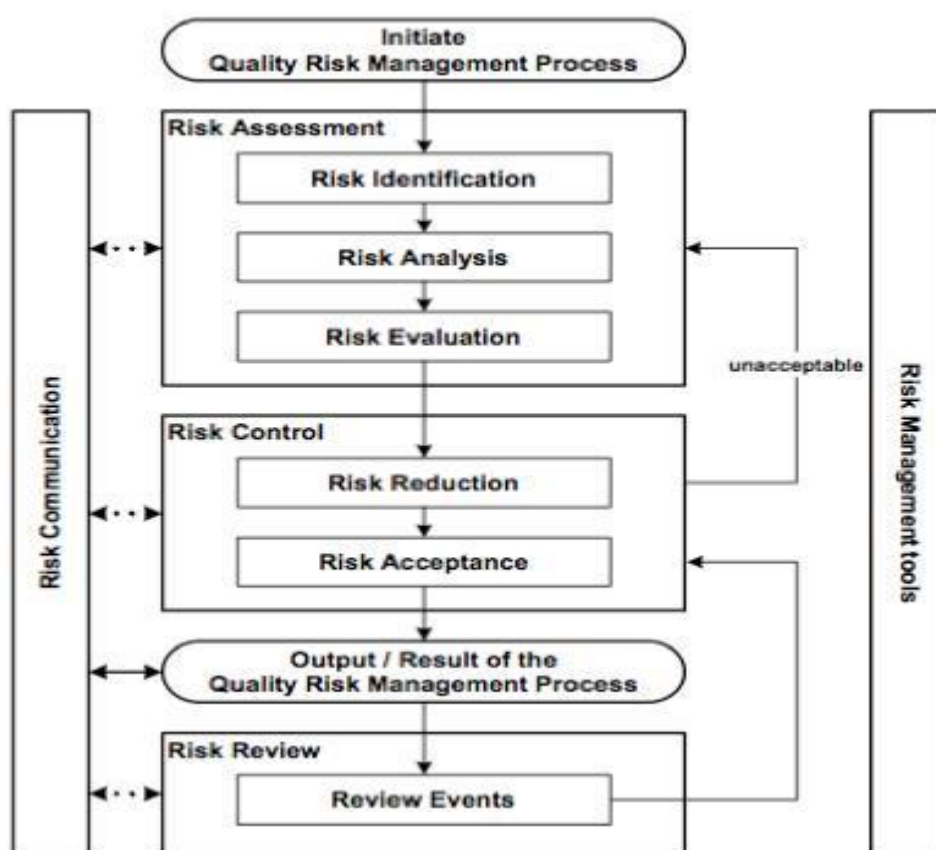 Initiate
Quality Risk Management Process
Risk Assessment
Risk Identification
Risk Analysis
Risk Evaluation
unacceptable
Risk Communication
Risk Management tools
Risk Control
Risk Reduction
Risk Acceptance
Output / Result of the
Quality Risk Management Process
Risk Review
Review Events